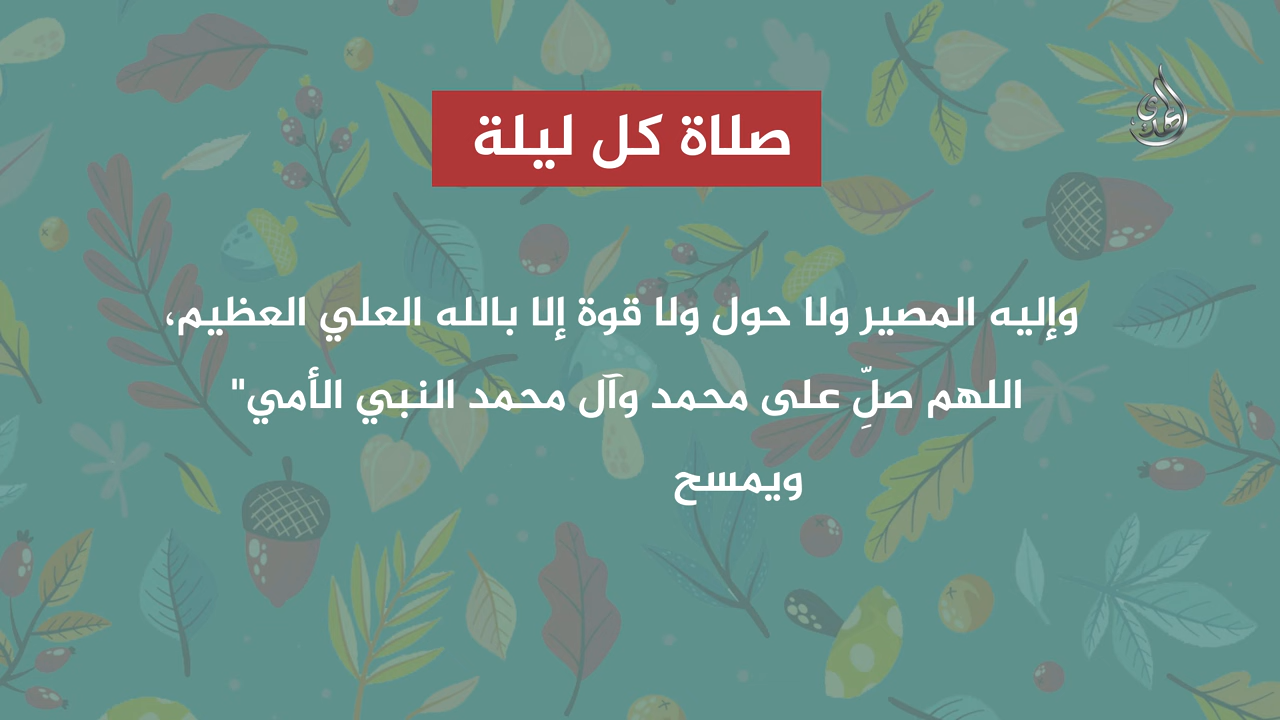 صلاة كل ليلة
الهدى
وإليه المصير ولا حول ولا قوة إلا بالله العلي العظيم،
اللهم صلِّ على محمد وآل محمد النبي الأمي"
ويمسح